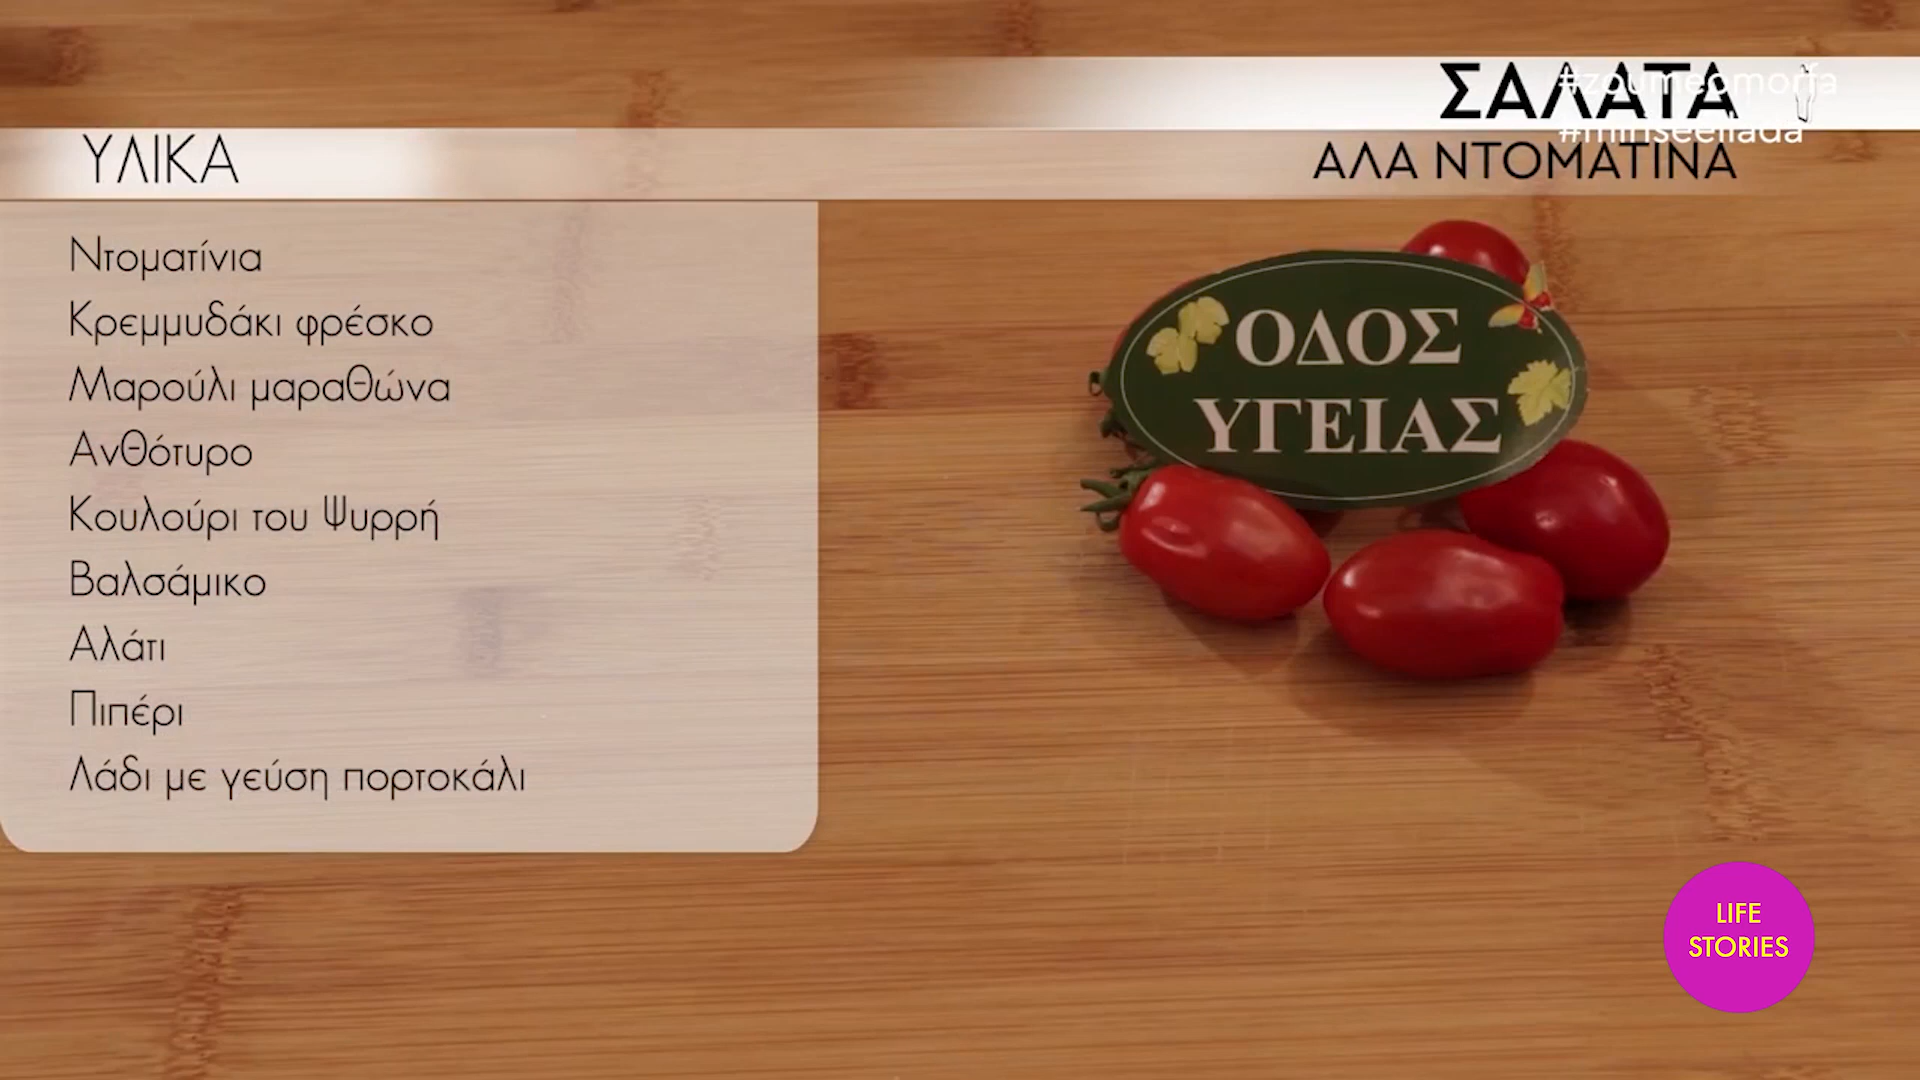 ΣΑΛΑΤΑ
#zoumeomorfa
ΑΛΑ ΝΤΟΜΑΤΙΝΑ
ΥΛΙΚΑ
Ντοματίνια
Κρεμμυδάκι φρέσκο
Μαρούλι μαραθώνα
Ανθότυρο
Κουλούρι του Ψυρρή
Βαλσάμικο
Αλάτι
Πιπέρι
Λάδι με γεύση πορτοκάλι
ΟΔΟΣ
ΥΓΕΙΑΣ
LIFE
STORIES